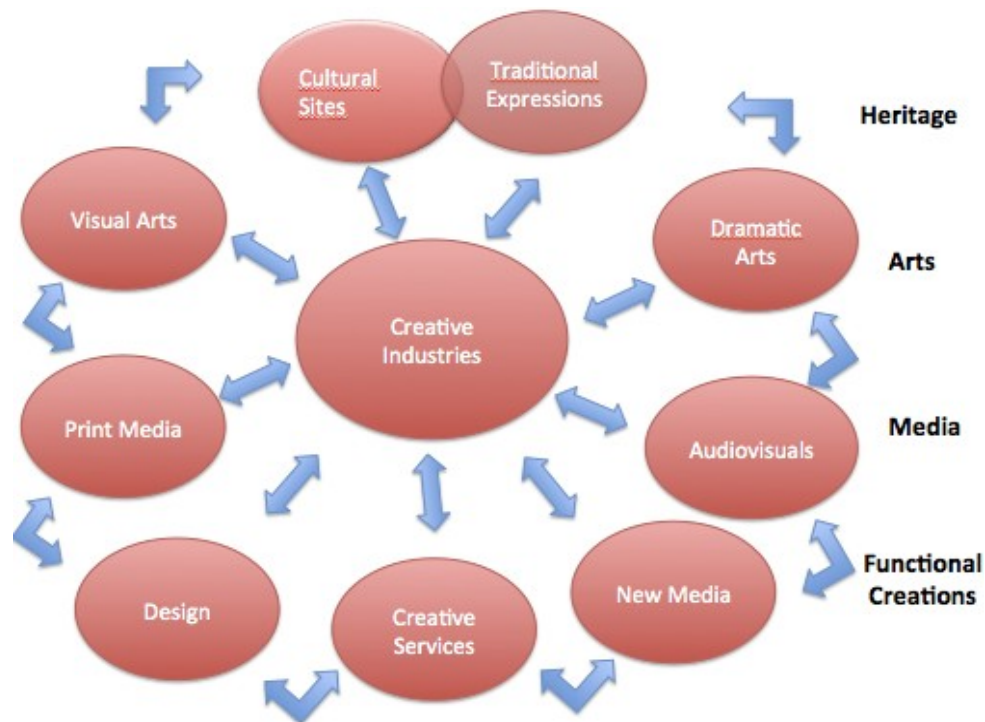 Cultural
Sites
Traditional
Expressions
Heritage
Visual Arts
Dramatic
Arts
Arts
Creative
Industries
Print Media
Audiovisuals
Media
Design
Creative
Services
New Media
Functional
Creations